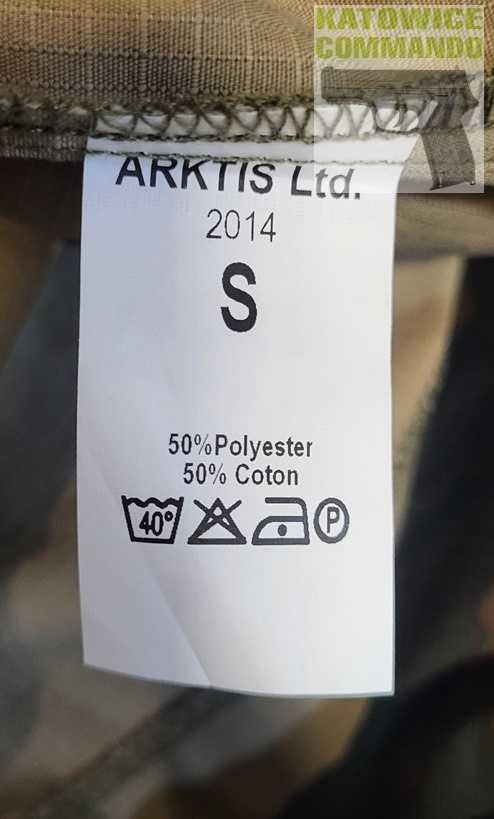 KATOWICE
COMMANDO
ARKTIS Ltd.
2014
S
50%Polyester
50% Coton
40°
P